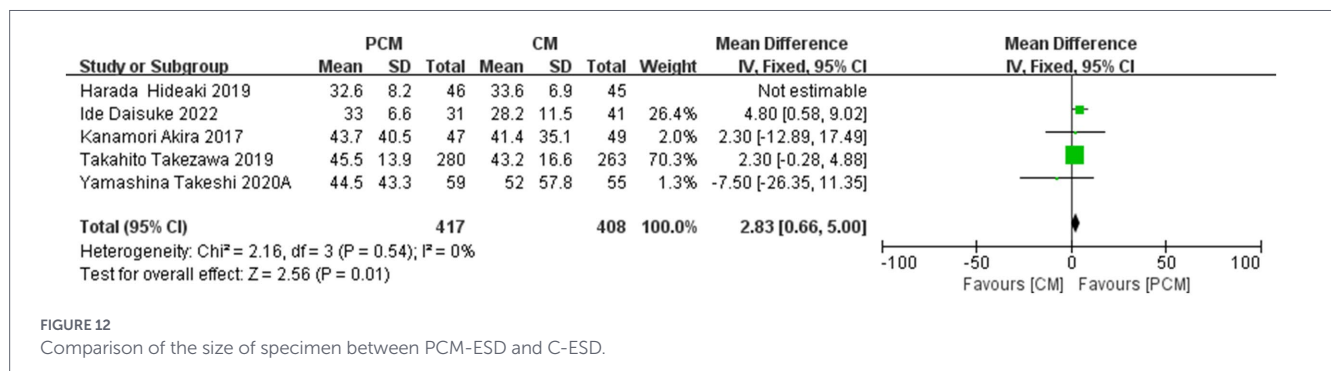 PCM CM Mean Difference Mean Difference
Study or Subgroup Mean SD Total Mean SD Total Weight IV, Fixed, 95% CI IV, Fixed, 95% CI
Harada Hideaki 2019 32.6 8.2 46 33.6 6.9 45 Not estimable
Ide Daisuke 2022 33 6.6 31 28.2 11.5 41 26.4% 4.80 [0.58, 9.02]
Kanamori Akira 2017 43.7 40.5 47 41.4 35.1 49 2.0% 2.30 [-12.89, 17.49]
Takahito Takezawa 2019 45.5 13.9 280 43.2 16.6 263 70.3% 2.30 [-0.28, 4.88]
Yamashina Takeshi 2020A 44.5 43.3 59 52 57.8 55 1.3% -7.50 [-26.35, 11.35]
Total (95% CI) 417 408 100.0% 2.83 [0.66, 5.00]
Heterogeneity: Chi² = 2.16, df = 3 (P = 0.54); I² = 0%
Test for overall effect: Z = 2.56 (P = 0.01)
-100 -50 0 50 100
Favours [CM] Favours [PCM]
FIGURE 12
Comparison of the size of specimen between PCM-ESD and C-ESD.